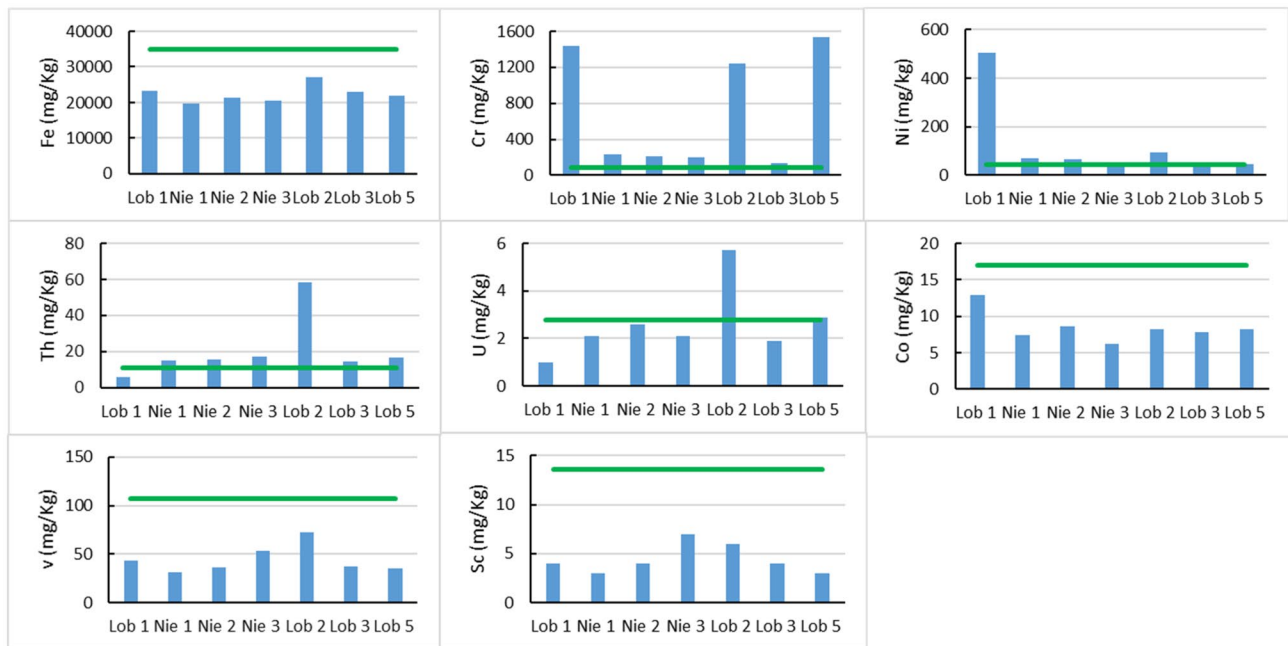 Fe (mg/Kg)
40000
30000
20000
10000
0
Lob 1 Nie 1 Nie 2 Nie 3 Lob 2 Lob 3 Lob 5
Cr (mg/Kg)
1600
1200
800
400
0
Lob 1 Nie 1 Nie 2 Nie 3 Lob 2 Lob 3 Lob 5
Ni (mg/kg)
600
400
200
0
Lob 1 Nie 1 Nie 2 Nie 3 Lob 2 Lob 3 Lob 5
Th (mg/Kg)
80
60
40
20
0
Lob 1 Nie 1 Nie 2 Nie 3 Lob 2 Lob 3 Lob 5
U (mg/Kg)
6
4
2
0
Lob 1 Nie 1 Nie 2 Nie 3 Lob 2 Lob 3 Lob 5
Co (mg/Kg)
20
15
10
5
0
Lob 1 Nie 1 Nie 2 Nie 3 Lob 2 Lob 3 Lob 5
v (mg/Kg)
150
100
50
0
Lob 1 Nie 1 Nie 2 Nie 3 Lob 2 Lob 3 Lob 5
Sc (mg/Kg)
15
10
5
0
Lob 1 Nie 1 Nie 2 Nie 3 Lob 2 Lob 3 Lob 5